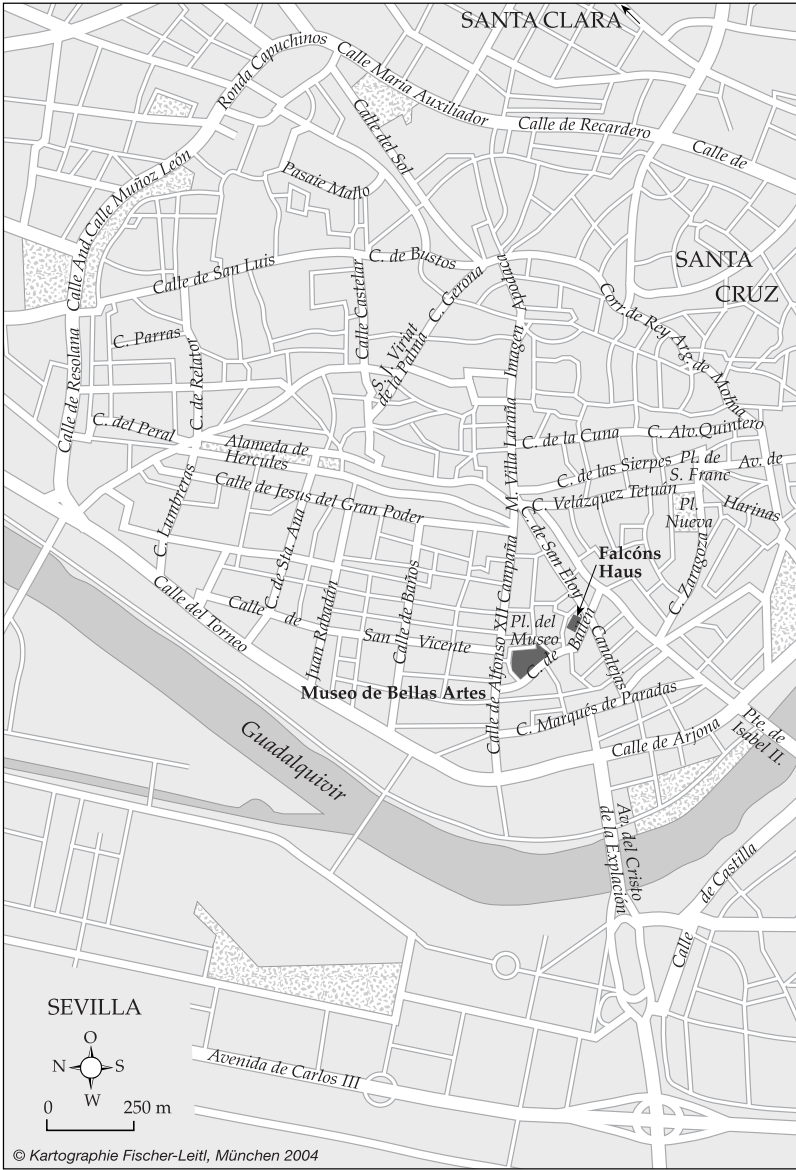 SANTA CLARA
Ronda Capuchinos
Calle Maria Auxiliador
Calle de Recardero
Calle de
Calle del Sol
Pasaie Mallo
Calle And.Calle Muñoz León
SANTA
CRUZ
C. de Bustos
Calle de San Luis
Apodaca
C. Gerona
Calle Castelar
Corr.de Rey Arg.
C. de Molina
C. Parras
C. de Relator
S. J. Viriat
de la Palma
Imagen
Calle de Resolana
C. del Peral
Alameda de
Hercules
M. Villa Laraña
C. de la Cuna
C. Alv.Quintero
C. de las Sierpes
Pl. de
S. Franc
Av. de
Calle de Jesus del Gran Poder
C. Velázquez Tetuán
Pl.
Nueva
Harinas
C. Lumbreras
C. de Sta. Ana
C. de San Eloy
Falcóns
Haus
C. Zaragoza
Calle del Torneo
Calle de San Vicente
Juan Rabadán
Calle de Baños
Calle de Alfonso XII Campaña
Pl. del
Museo
C. de Bailén
Canalejas
Museo de Bellas Artes
C. Marqués de Paradas
Calle de Arjona
Pte. de
Isabel II.
Guadalquivir
Av. del Cristo
de la Explación
Calle de Castilla
SEVILLA
O
N
S
W
0
250 m
Avenida de Carlos III
© Kartographie Fischer-Leitl, München 2004